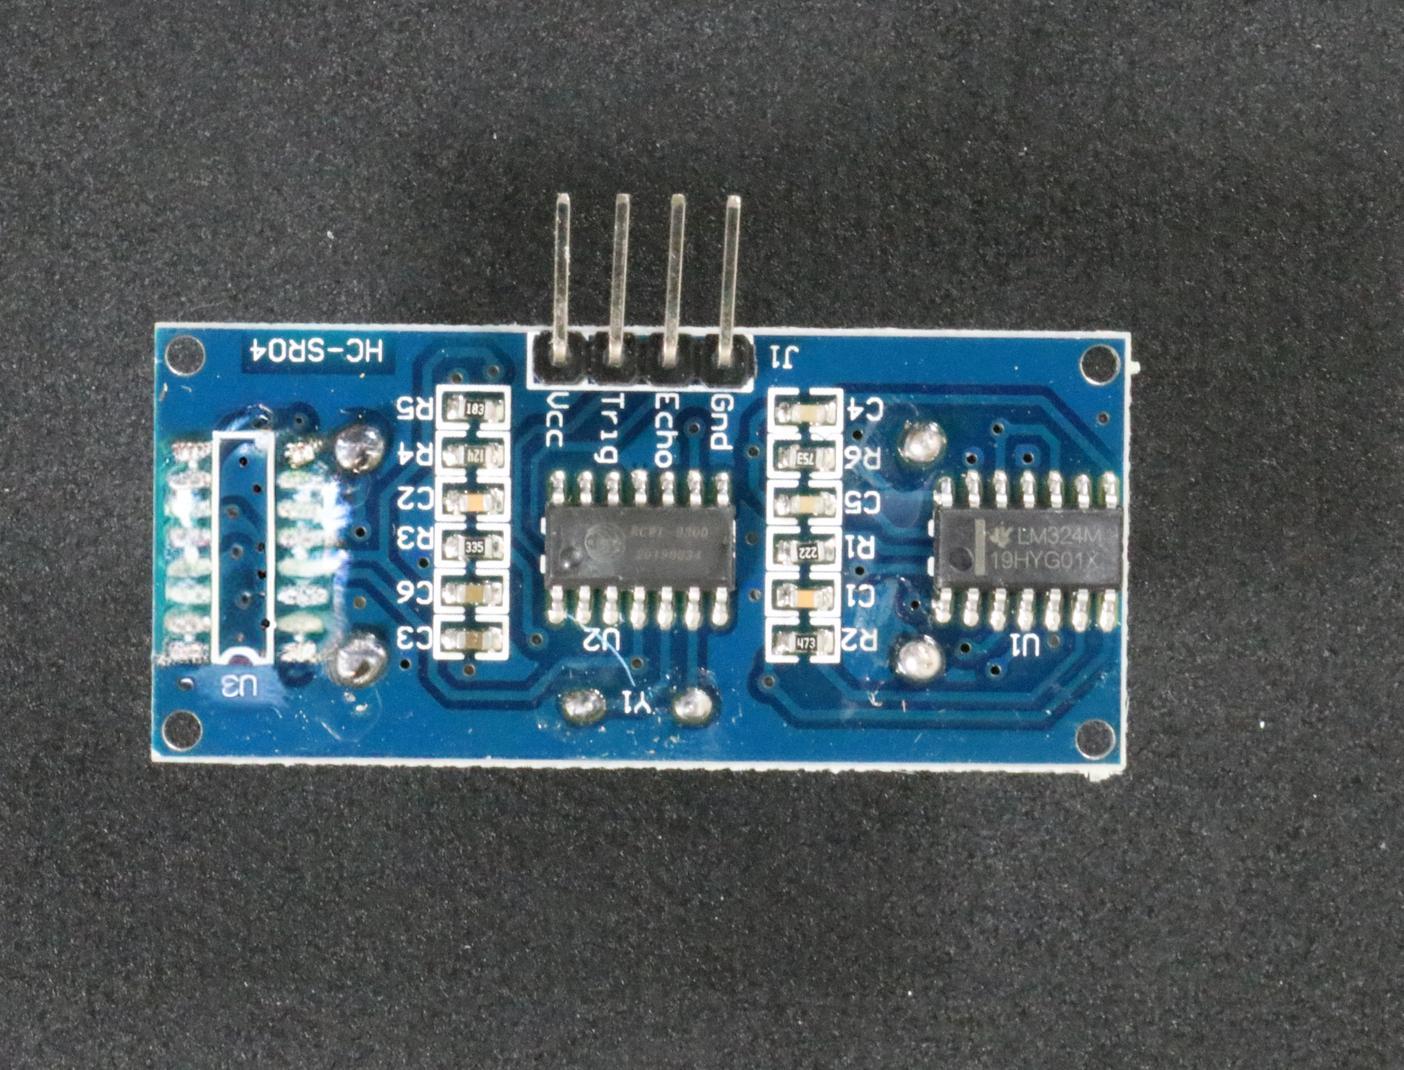 HC-SR04
J1
Vcc
Trig
Echo
Gnd
R5
103
R4
124
C2
R3
335
C6
C3
C4
R6
753
C5
R1
222
C1
R2
473
U2
LM324M
19HYG01X
U1
U3
Y1